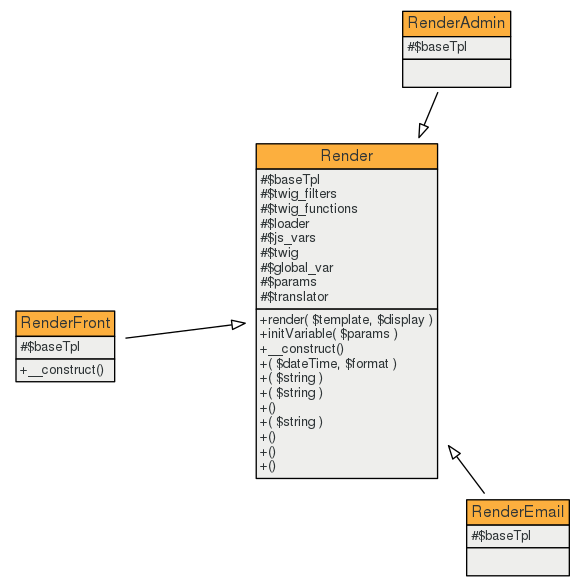 RenderAdmin
#$baseTpl
Render
#$baseTpl
#$twig_filters
#$twig_functions
#$loader
#$js_vars
#$twig
#$global_var
#$params
#$translator
+render( $template, $display )
+initVariable( $params )
+__construct()
+( $dateTime, $format )
+( $string )
+( $string )
+()
+( $string )
+()
+()
+()
RenderFront
#$baseTpl
+__construct()
RenderEmail
#$baseTpl